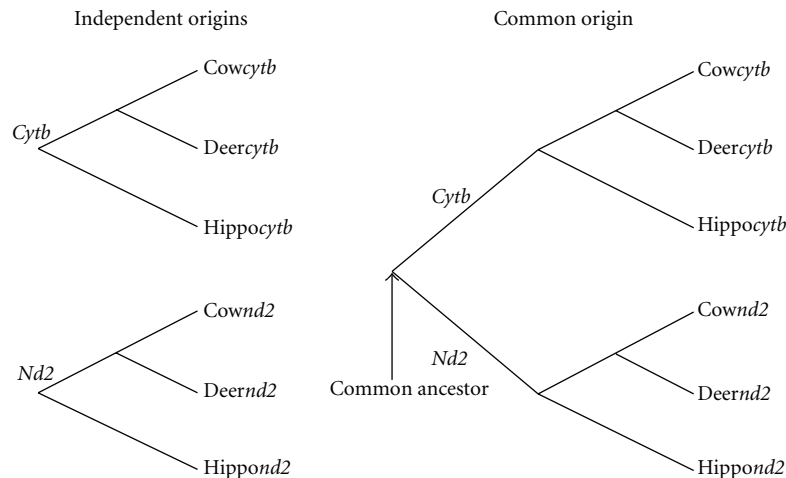 Independent origins
Cowcytb
Cytb
Deercytb
Hippocytb
Cownd2
Nd2
Deernd2
Hippond2
Common origin
Cowcytb
Deercytb
Cytb
Hippocytb
Cownd2
Nd2
Common ancestor
Deernd2
Hippond2